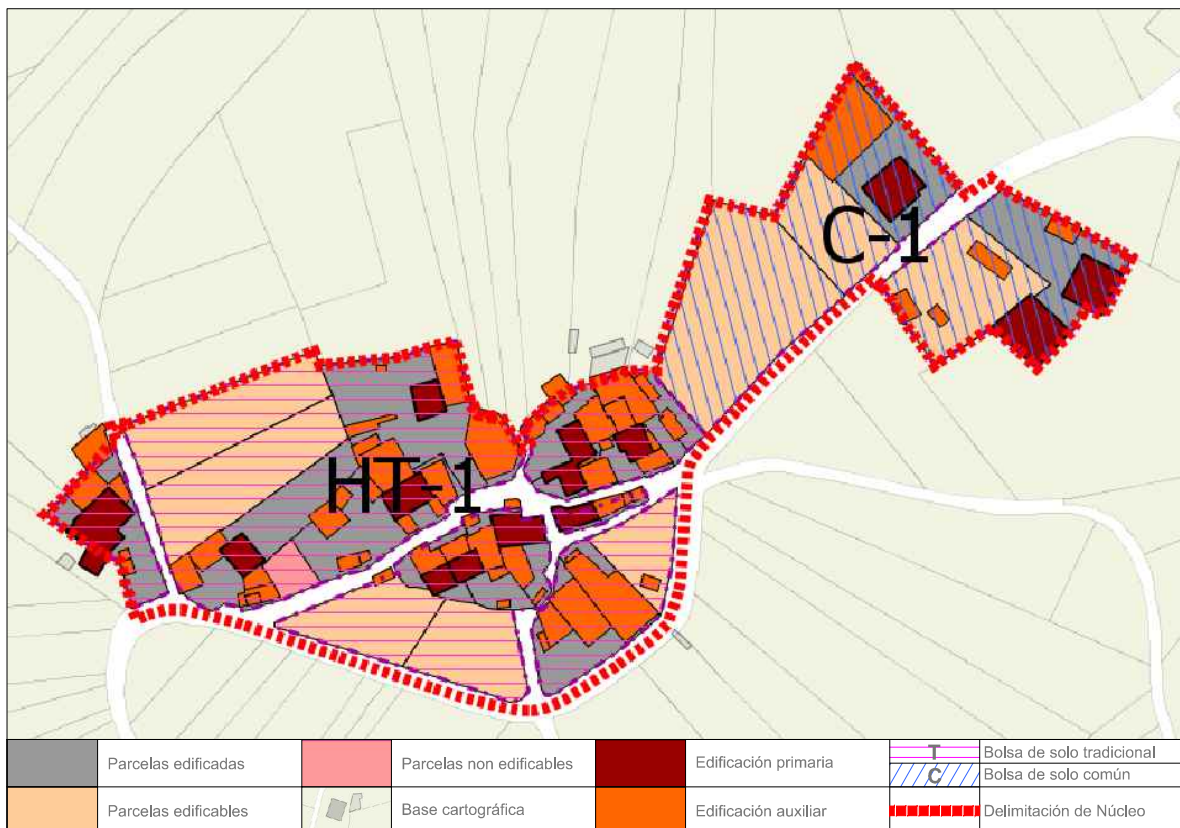 C-1
HT-1
Parcelas edificadas
Parcelas non edificables
Edificación primaria
T
Bolsa de solo tradicional
C
Bolsa de solo común
Parcelas edificables
Base cartográfica
Edificación auxiliar
Delimitación de Núcleo